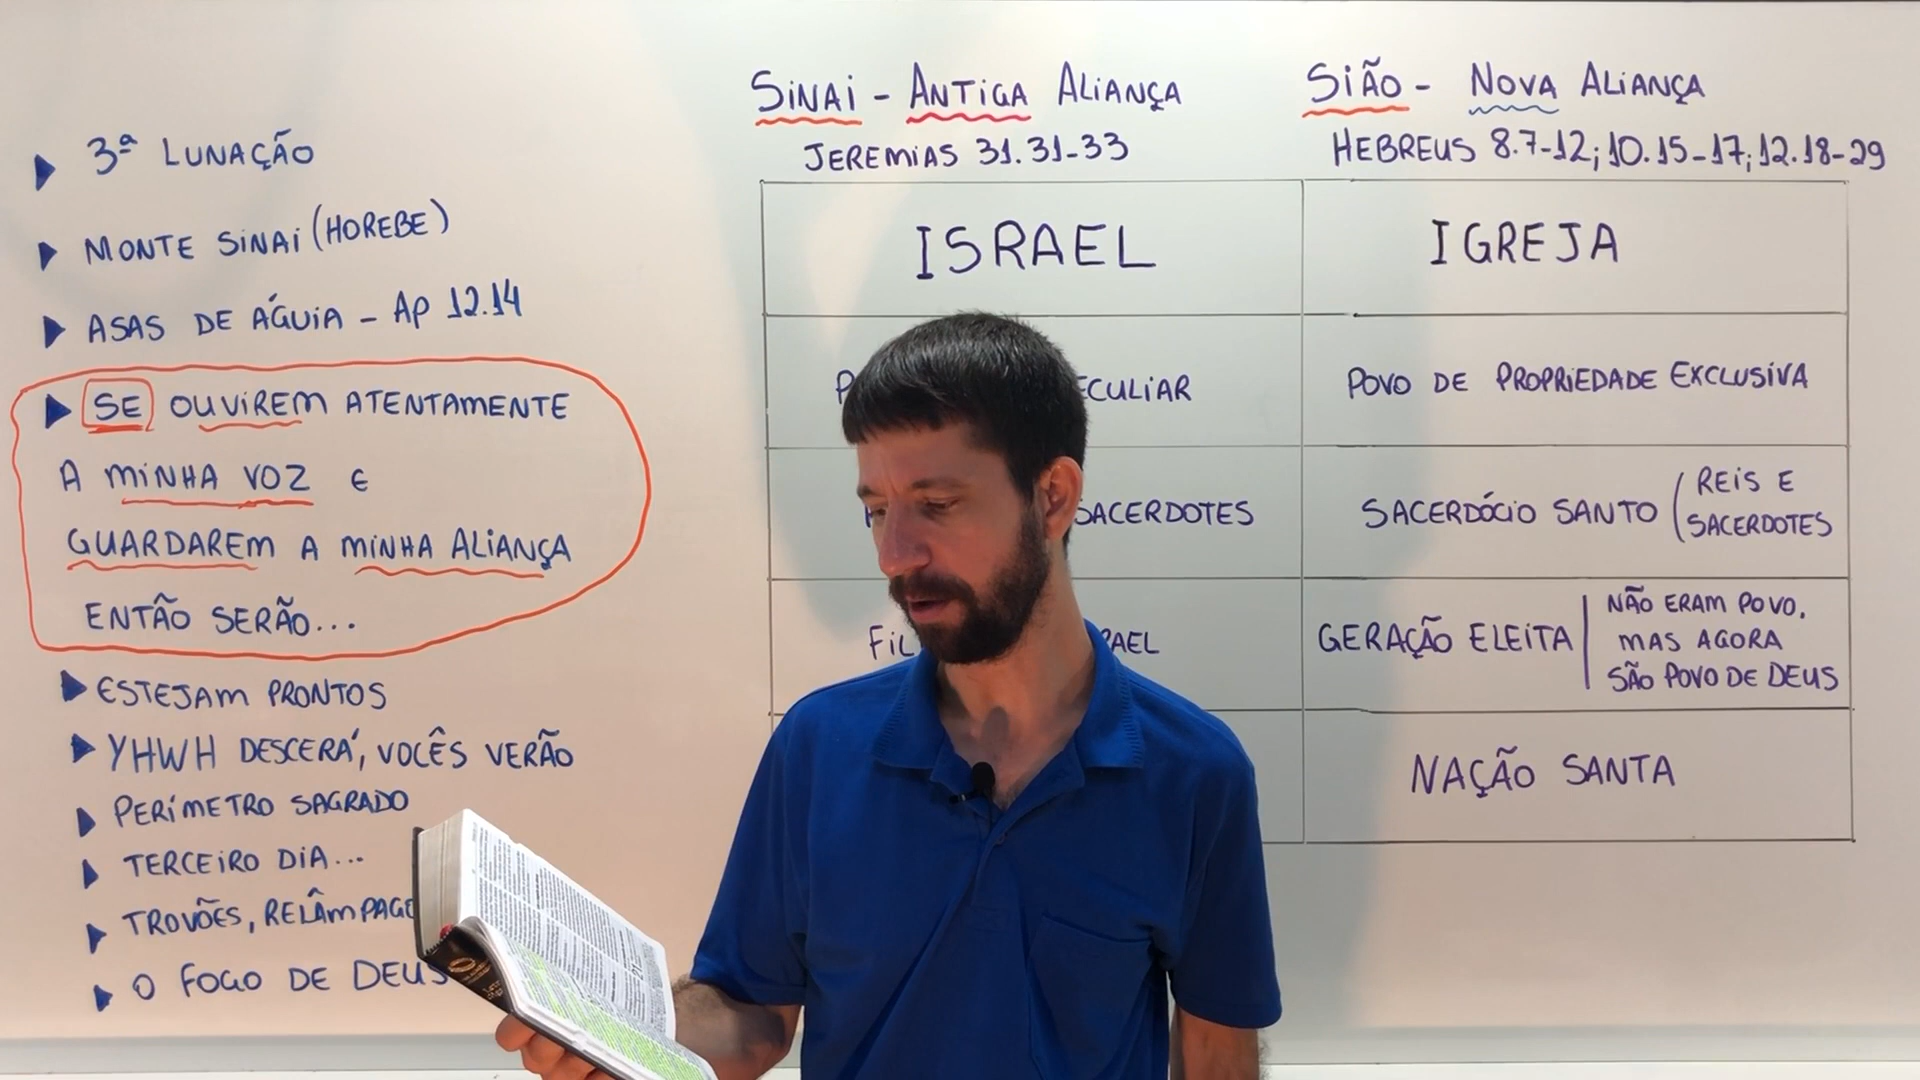 3ª LUNAÇÃO
MONTE SINAI (HOREBE)
ASAS DE ÁGUIA - AP 12.14
SE OUVIREM ATENTAMENTE
A MINHA VOZ E
GUARDAREM A MINHA ALIANÇA
ENTÃO SERÃO...
ESTEJAM PRONTOS
YHWH DESCERÁ, VOCÊS VERÃO
PERÍMETRO SAGRADO
TERCEIRO DIA...
TROVÕES, RELÂMPAGO
O FOGO DE DEUS
SINAI - ANTIGA ALIANÇA
JEREMIAS 31.31-33
ISRAEL
ECULIAR
SACERDOTES
FIL
RAEL
SIÃO - NOVA ALIANÇA
HEBREUS 8.7-12; 10.15-17; 12.18-29
IGREJA
POVO DE PROPRIEDADE EXCLUSIVA
SACERDÓCIO SANTO (REIS E
SACERDOTES
GERAÇÃO ELEITA | NÃO ERAM POVO,
MAS AGORA
SÃO POVO DE DEUS
NAÇÃO SANTA